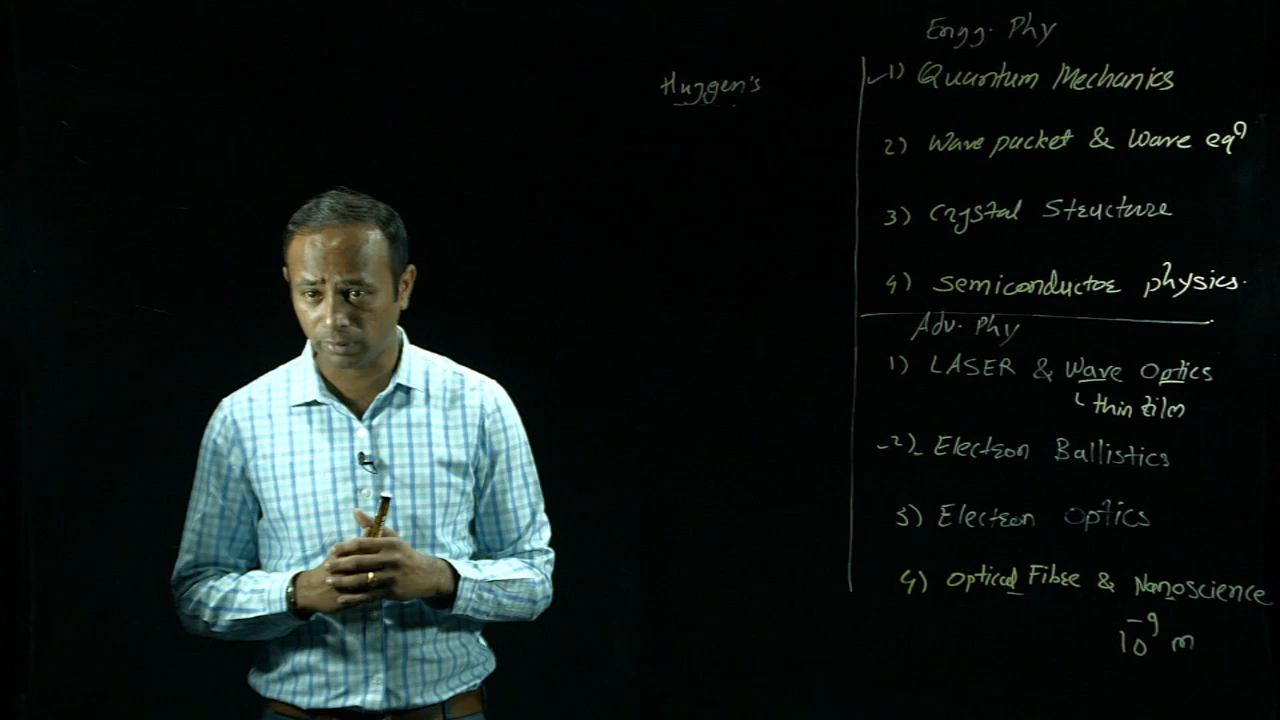 Engg. Phy
Huygen's
1) Quantum Mechanics
2) Wave packet & Wave eqⁿ
3) Crystal Structure
4) Semiconductor physics.
Adv. Phy
1) LASER & Wave Optics
thin film
2) Electron Ballistics
3) Electron Optics
4) Optical Fibre & Nanoscience
10⁻⁹ m